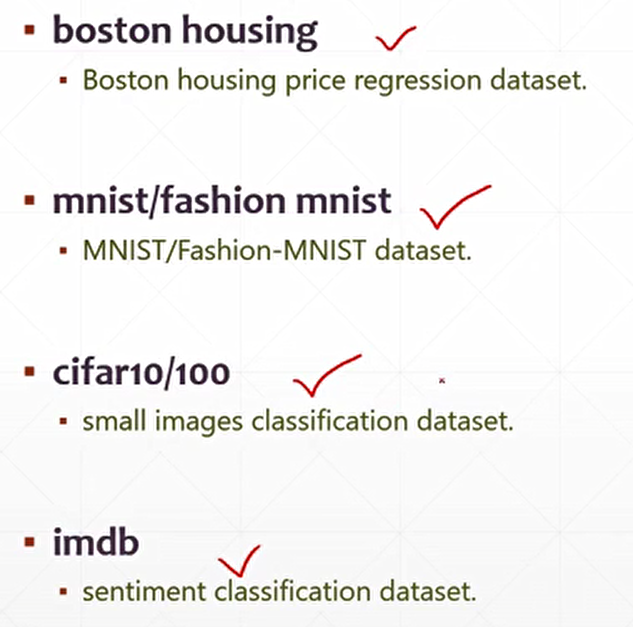 boston housing
Boston housing price regression dataset.
mnist/fashion mnist
MNIST/Fashion-MNIST dataset.
cifar10/100
small images classification dataset.
imdb
sentiment classification dataset.